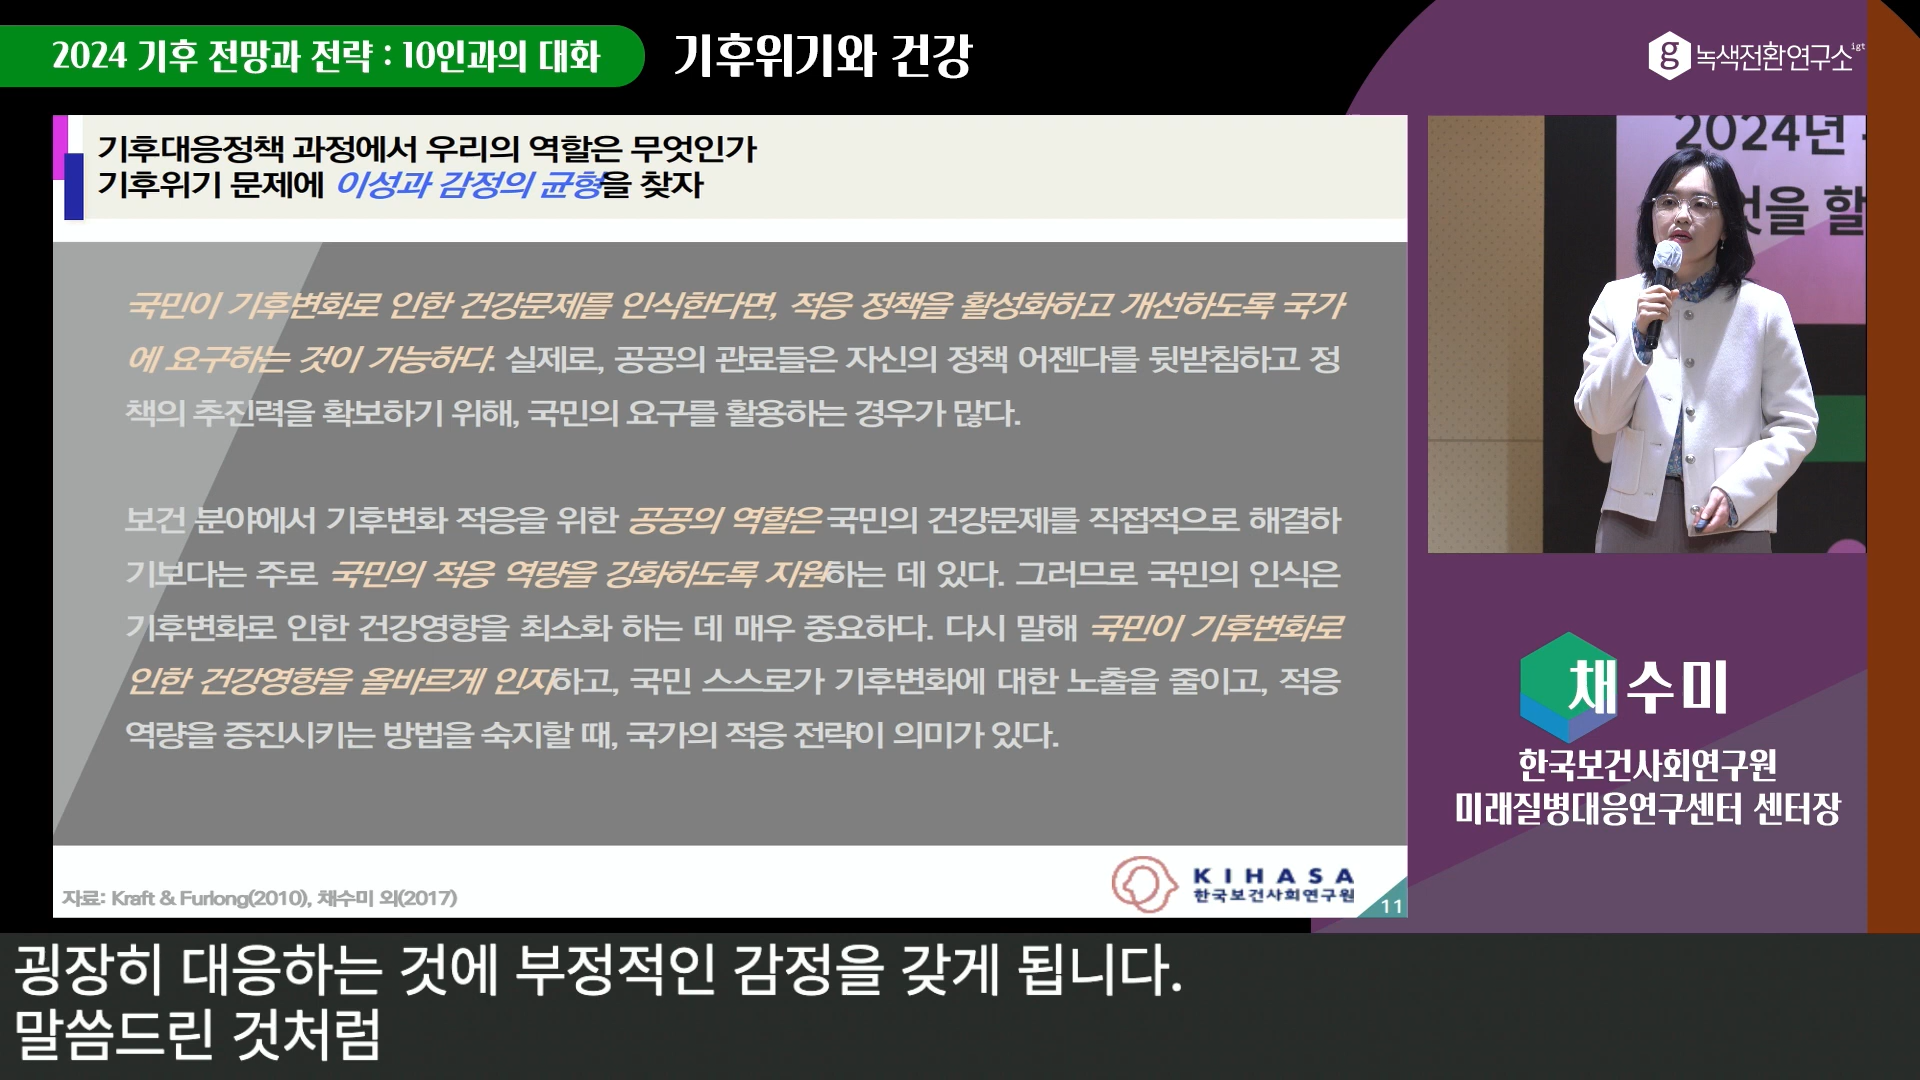 2024 기후 전망과 전략 : 10인과의 대화
기후위기와 건강
g 녹색전환연구소 igt
기후대응정책 과정에서 우리의 역할은 무엇인가
기후위기 문제에 이성과 감정의 균형을 찾자
국민이 기후변화로 인한 건강문제를 인식한다면, 적응 정책을 활성화하고 개선하도록 국가
에 요구하는 것이 가능하다. 실제로, 공공의 관료들은 자신의 정책 어젠다를 뒷받침하고 정
책의 추진력을 확보하기 위해, 국민의 요구를 활용하는 경우가 많다.
보건 분야에서 기후변화 적응을 위한 공공의 역할은 국민의 건강문제를 직접적으로 해결하
기보다는 주로 국민의 적응 역량을 강화하도록 지원하는 데 있다. 그러므로 국민의 인식은
기후변화로 인한 건강영향을 최소화 하는 데 매우 중요하다. 다시 말해 국민이 기후변화로
인한 건강영향을 올바르게 인지하고, 국민 스스로가 기후변화에 대한 노출을 줄이고, 적응
역량을 증진시키는 방법을 숙지할 때, 국가의 적응 전략이 의미가 있다.
자료: Kraft & Furlong(2010), 채수미 외(2017)
KIHASA
한국보건사회연구원
11
2024년
것을 할
채수미
한국보건사회연구원
미래질병대응연구센터 센터장
굉장히 대응하는 것에 부정적인 감정을 갖게 됩니다.
말씀드린 것처럼